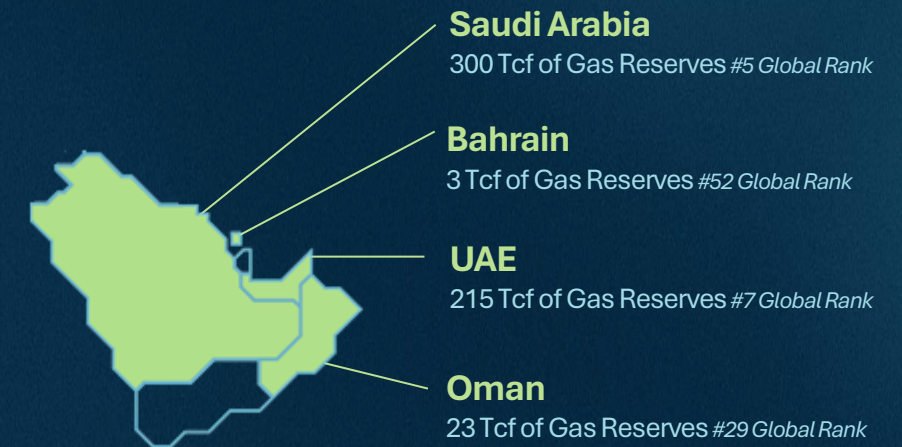 Saudi Arabia
300 Tcf of Gas Reserves #5 Global Rank
Bahrain
3 Tcf of Gas Reserves #52 Global Rank
UAE
215 Tcf of Gas Reserves #7 Global Rank
Oman
23 Tcf of Gas Reserves #29 Global Rank